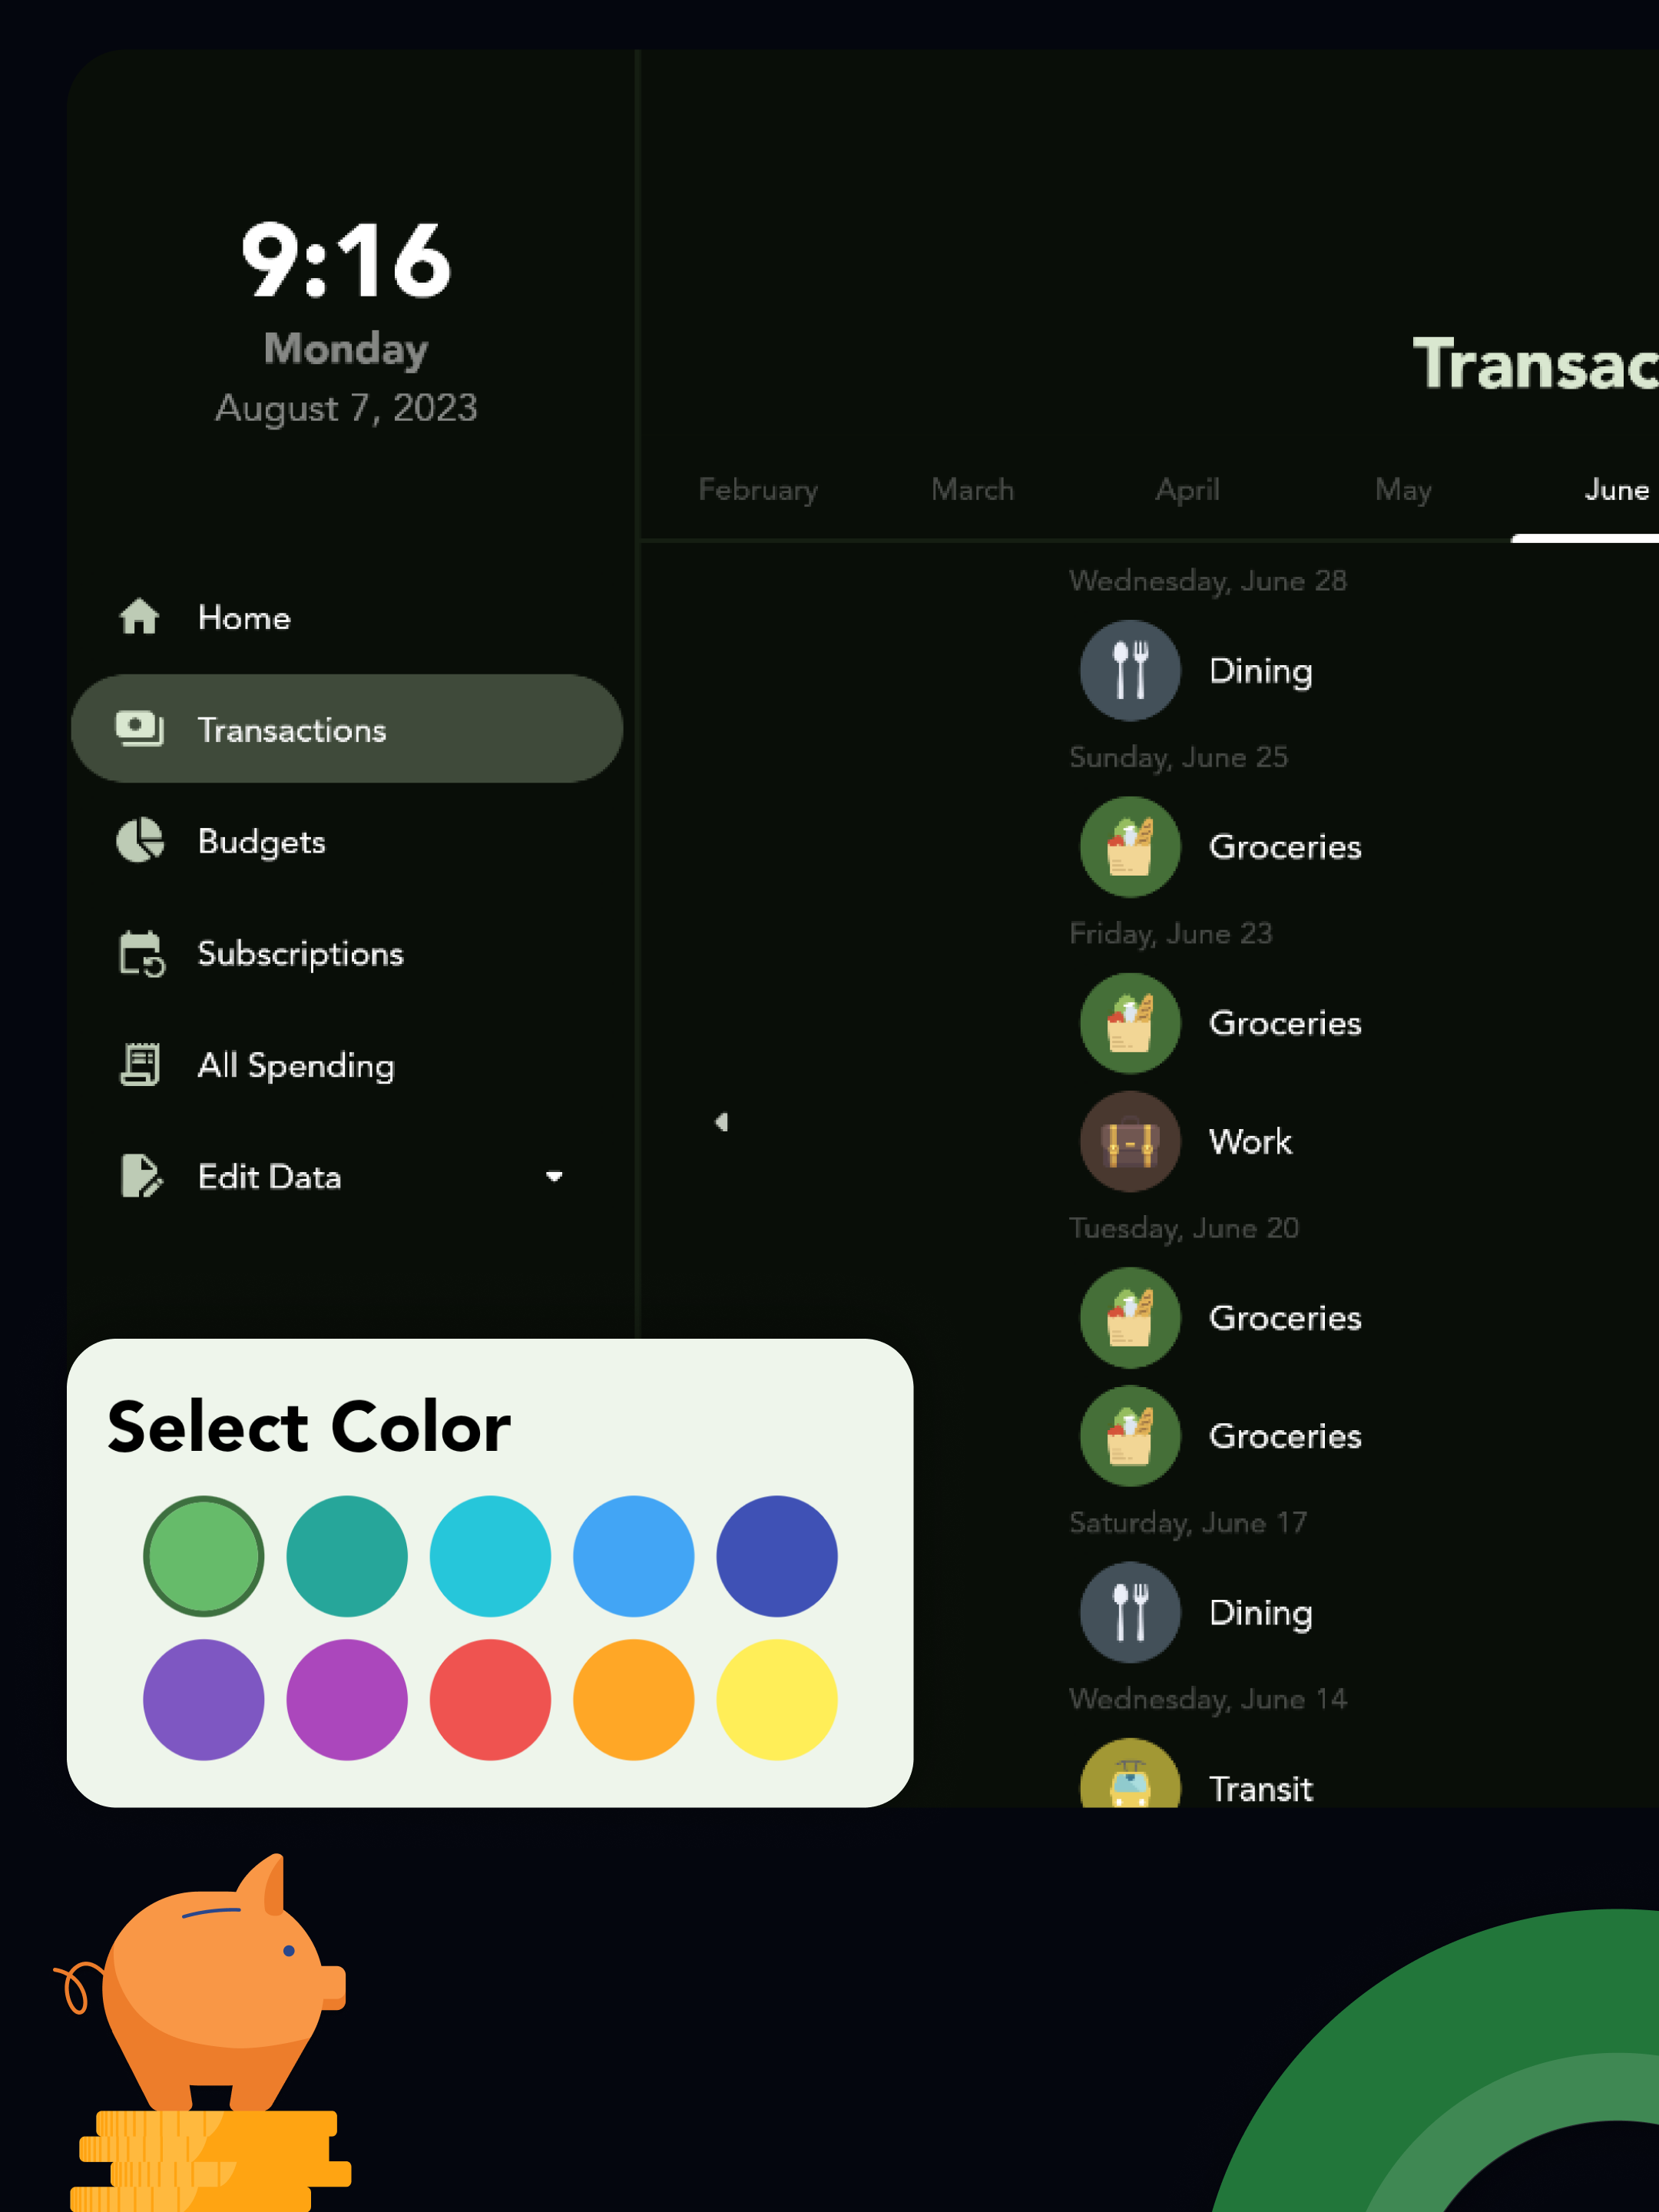 9:16
Monday
August 7, 2023
Home
Transactions
Budgets
Subscriptions
All Spending
Edit Data
Transac
February March April May June
Wednesday, June 28
Dining
Sunday, June 25
Groceries
Friday, June 23
Groceries
Work
Tuesday, June 20
Groceries
Groceries
Saturday, June 17
Dining
Wednesday, June 14
Transit
Select Color